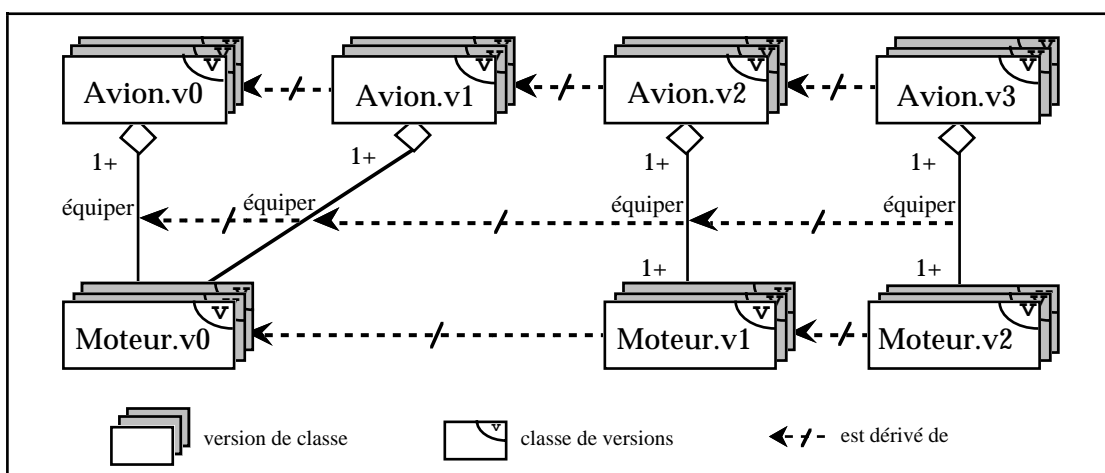 V V V V
Avion.v0 Avion.v1 Avion.v2 Avion.v3
1+ 1+ 1+ 1+
équiper équiper équiper équiper
1+ 1+
V V V
Moteur.v0 Moteur.v1 Moteur.v2
version de classe
v
classe de versions
est dérivé de